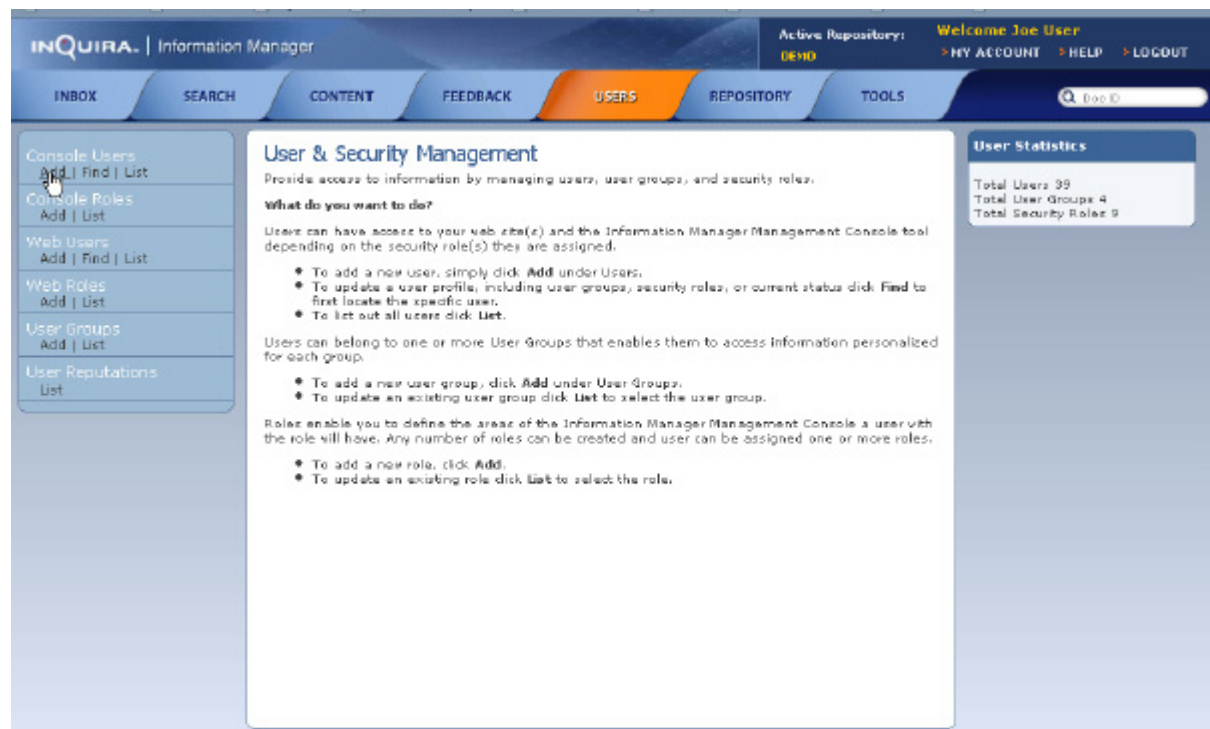 INQUIRA. | Information Manager
Active Repository:
DEMO
Welcome Joe User
MY ACCOUNT HELP LOGOUT
INBOX SEARCH CONTENT FEEDBACK USERS REPOSITORY TOOLS
Doc ID
Console Users
Add | Find | List
Console Roles
Add | List
Web Users
Add | Find | List
Web Roles
Add | List
User Groups
Add | List
User Reputations
List
User & Security Management
Provide access to information by managing users, user groups, and security roles.
What do you want to do?
Users can have access to your web site(s) and the Information Manager Management Console tool
depending on the security role(s) they are assigned.
• To add a new user, simply click Add under Users.
• To update a user profile, including user groups, security roles, or current status click Find to
first locate the specific user.
• To list out all users click List.
Users can belong to one or more User Groups that enables them to access information personalized
for each group.
• To add a new user group, click Add under User Groups.
• To update an existing user group click List to select the user group.
Roles enable you to define the areas of the Information Manager Management Console a user with
the role will have. Any number of roles can be created and user can be assigned one or more roles.
• To add a new role, click Add.
• To update an existing role click List to select the role.
User Statistics
Total Users 39
Total User Groups 4
Total Security Roles 9